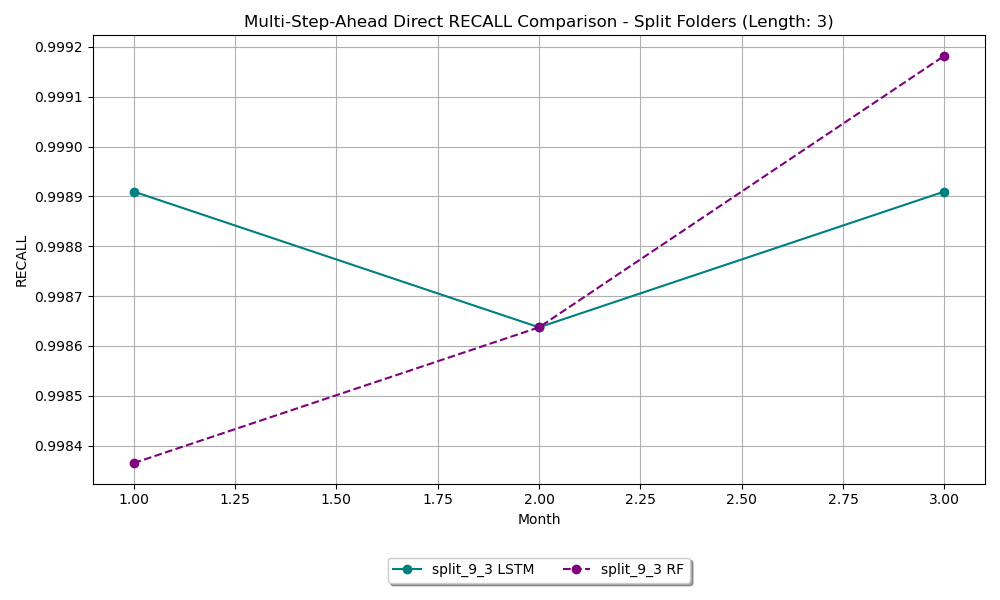 Multi-Step-Ahead Direct RECALL Comparison - Split Folders (Length: 3)
RECALL
0.9992
0.9991
0.9990
0.9989
0.9988
0.9987
0.9986
0.9985
0.9984
1.00 1.25 1.50 1.75 2.00 2.25 2.50 2.75 3.00
Month
split_9_3 LSTM split_9_3 RF